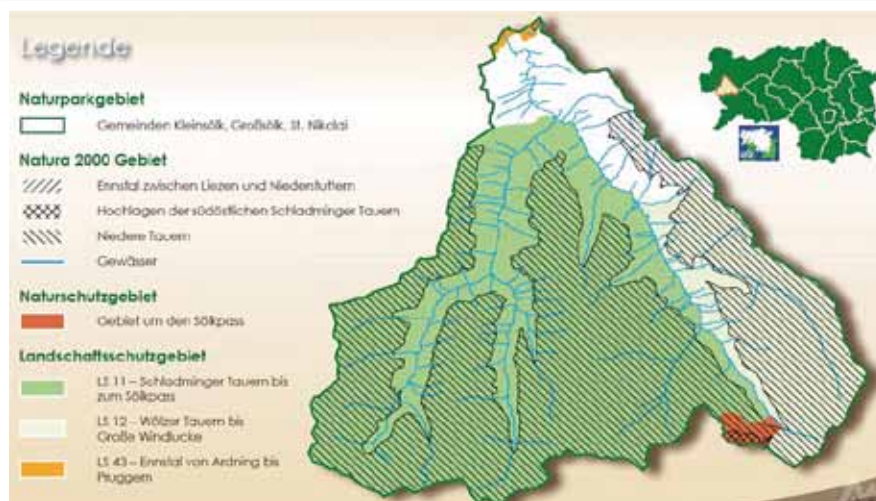 Legende
Naturparkgebiet
Gemeinden Kleinsölk, Großsölk, St. Nikolai
Natura 2000 Gebiet
Ennstal zwischen Liezen und Niederstuttern
Hochlagen der südöstlichen Schladminger Tauern
Niedere Tauern
Gewässer
Naturschutzgebiet
Gebiet um den Sölkpass
Landschaftsschutzgebiet
LS 11 – Schladminger Tauern bis
zum Sölkpass
LS 12 – Wölzer Tauern bis
Große Windlucke
LS 43 – Ennstal von Ardning bis
Pruggern